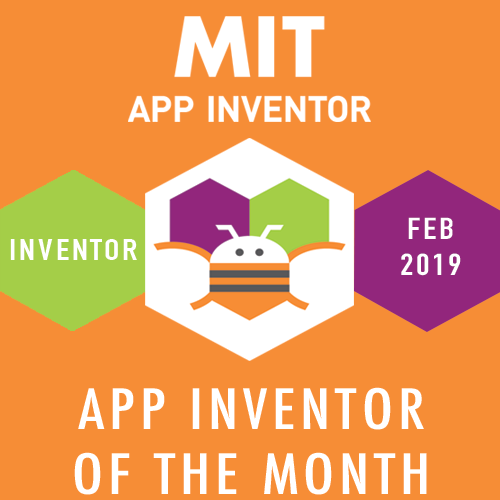 MIT
APP INVENTOR
INVENTOR
FEB
2019
APP INVENTOR
OF THE MONTH